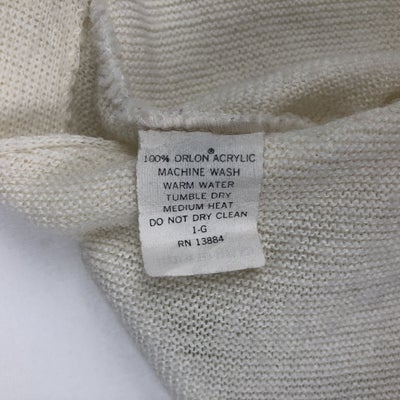 100% ORLON® ACRYLIC
MACHINE WASH
WARM WATER
TUMBLE DRY
MEDIUM HEAT
DO NOT DRY CLEAN
1-G
RN 13884